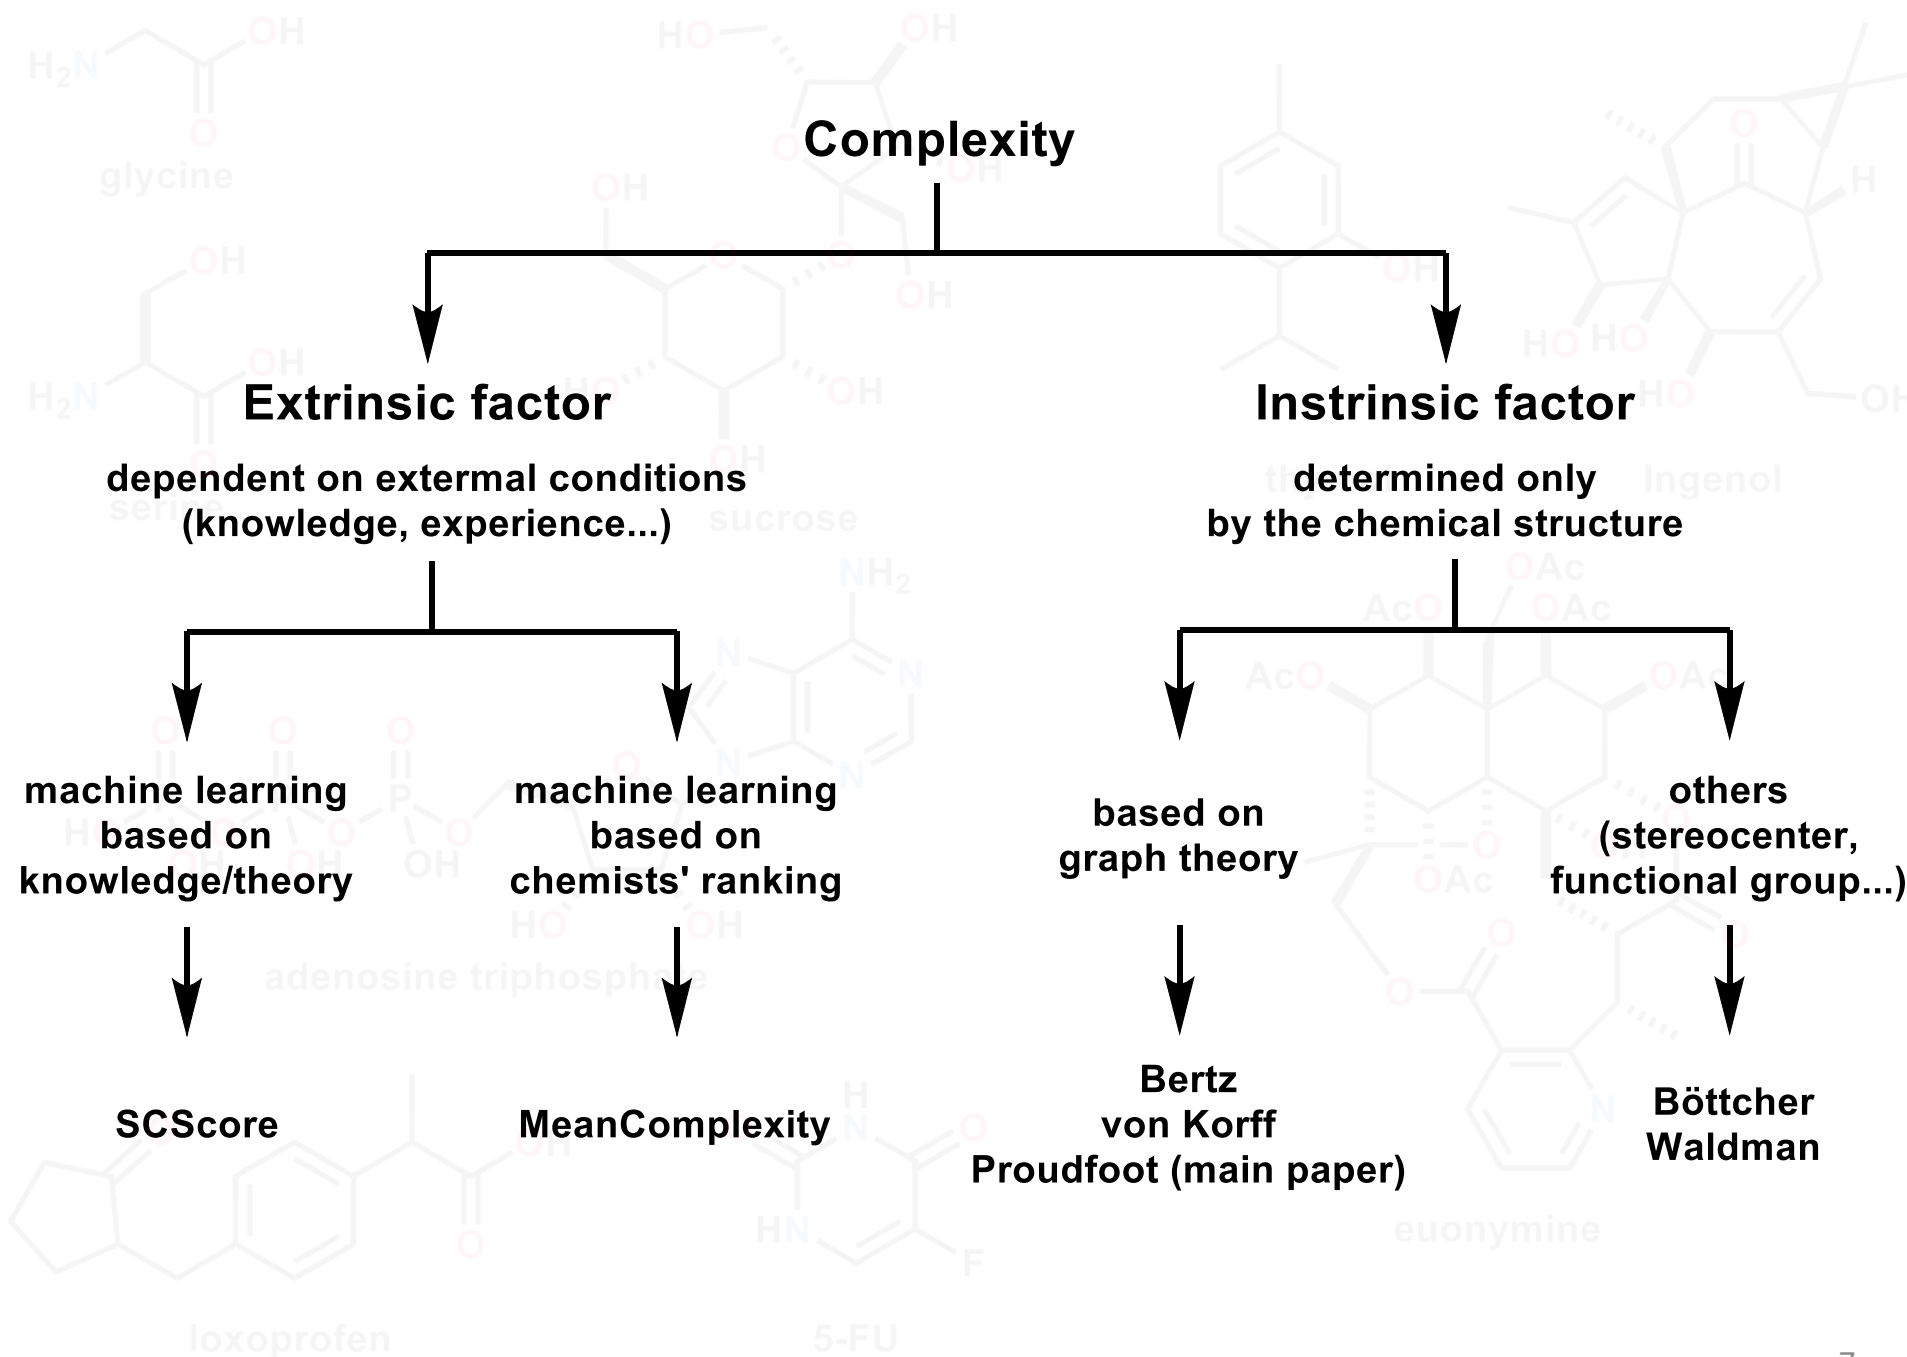 Complexity
Extrinsic factor
dependent on extermal conditions
(knowledge, experience...)
Instrinsic factor
determined only
by the chemical structure
machine learning
based on
knowledge/theory
machine learning
based on
chemists' ranking
based on
graph theory
others
(stereocenter,
functional group...)
SCScore
MeanComplexity
Bertz
von Korff
Proudfoot (main paper)
Böttcher
Waldman
glycine
serine
sucrose
Ingenol
adenosine triphosphate
euonymine
loxoprofen
5-FU